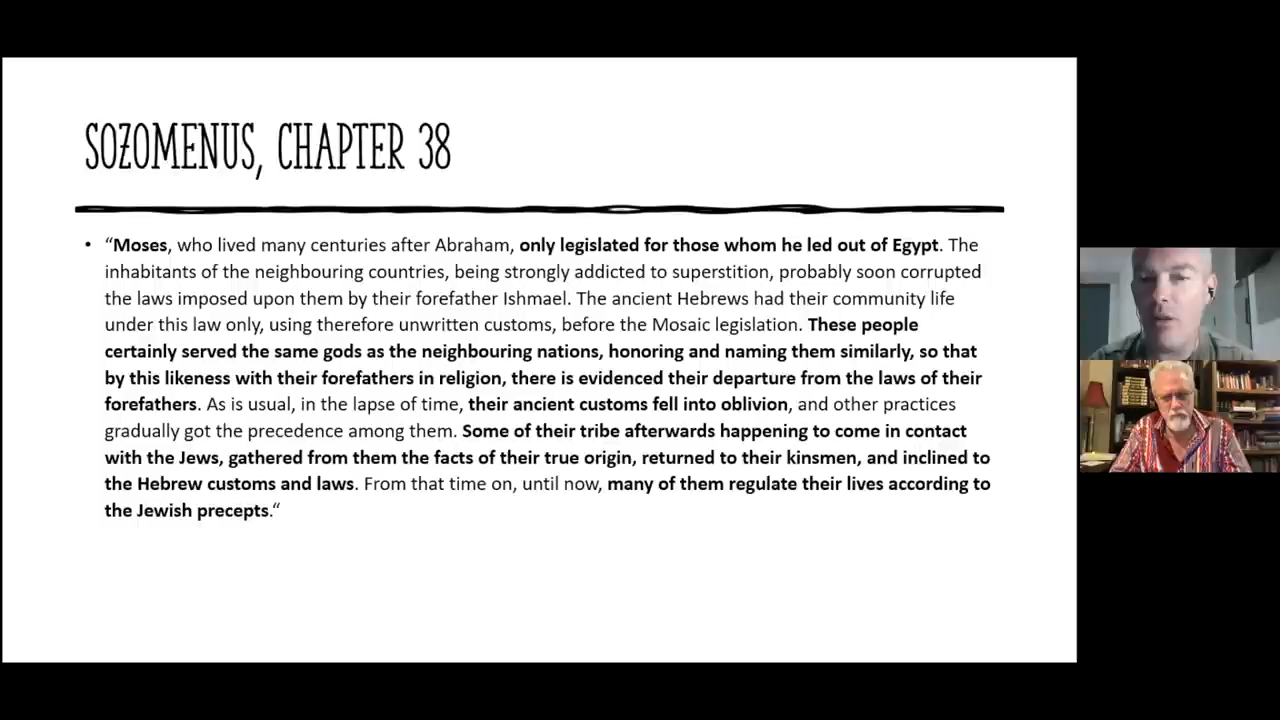 SOZOMENUS, CHAPTER 38
• “Moses, who lived many centuries after Abraham, only legislated for those whom he led out of Egypt. The
inhabitants of the neighbouring countries, being strongly addicted to superstition, probably soon corrupted
the laws imposed upon them by their forefather Ishmael. The ancient Hebrews had their community life
under this law only, using therefore unwritten customs, before the Mosaic legislation. These people
certainly served the same gods as the neighbouring nations, honoring and naming them similarly, so that
by this likeness with their forefathers in religion, there is evidenced their departure from the laws of their
forefathers. As is usual, in the lapse of time, their ancient customs fell into oblivion, and other practices
gradually got the precedence among them. Some of their tribe afterwards happening to come in contact
with the Jews, gathered from them the facts of their true origin, returned to their kinsmen, and inclined to
the Hebrew customs and laws. From that time on, until now, many of them regulate their lives according to
the Jewish precepts.“